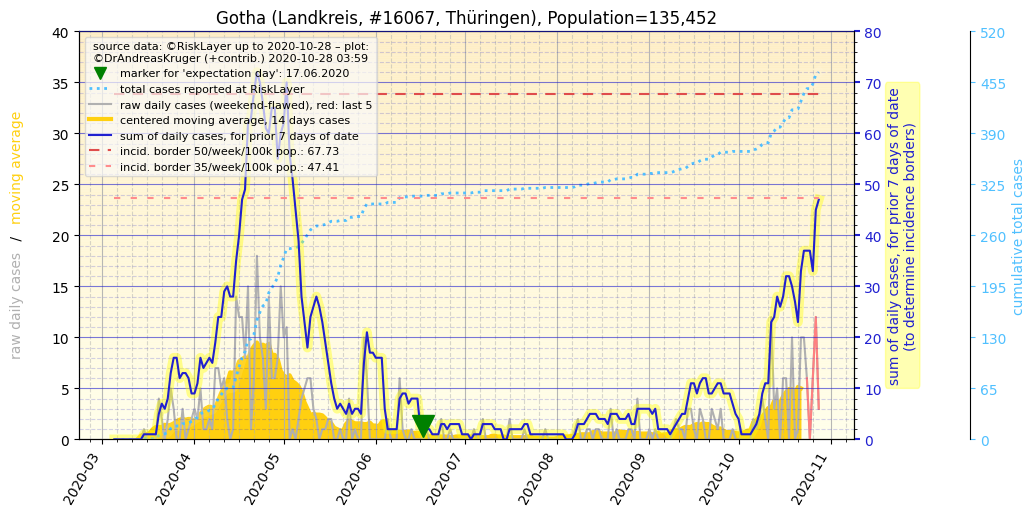 Gotha (Landkreis, #16067, Thüringen), Population=135,452
source data: ©RiskLayer up to 2020-10-28 – plot:
©DrAndreasKruger (+contrib.) 2020-10-28 03:59
marker for 'expectation day': 17.06.2020
total cases reported at RiskLayer
raw daily cases (weekend-flawed), red: last 5
centered moving average, 14 days cases
sum of daily cases, for prior 7 days of date
incid. border 50/week/100k pop.: 67.73
incid. border 35/week/100k pop.: 47.41
raw daily cases / moving average
40
35
30
25
20
15
10
5
0
2020-03
2020-04
2020-05
2020-06
2020-07
2020-08
2020-09
2020-10
2020-11
80
70
60
50
40
30
20
10
0
sum of daily cases, for prior 7 days of date
(to determine incidence borders)
520
455
390
325
260
195
130
65
0
cumulative total cases